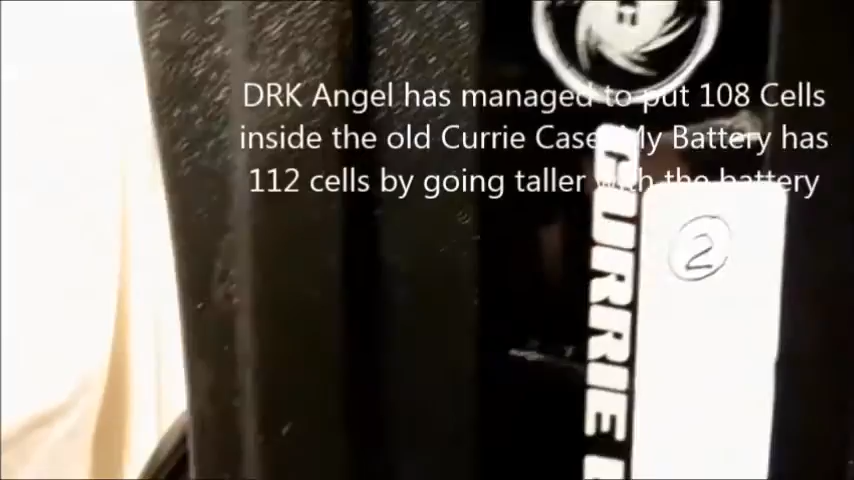 DRK Angel has managed to put 108 Cells
inside the old Currie Case My Battery has
112 cells by going taller with the battery
CURRIE
2